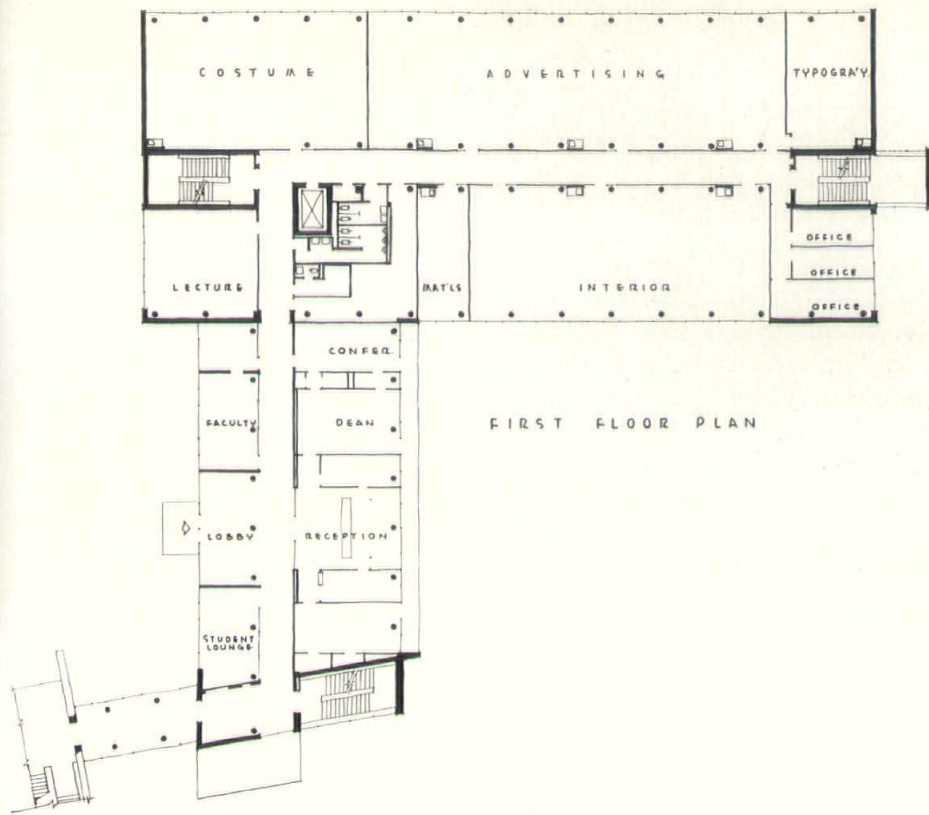 COSTUME
ADVERTISING
TYPOGRA'Y.
LECTURE
MAT'LS
INTERIOR
OFFICE
OFFICE
OFFICE
CONFER.
FACULTY
DEAN
FIRST FLOOR PLAN
LOBBY
RECEPTION
STUDENT
LOUNGE